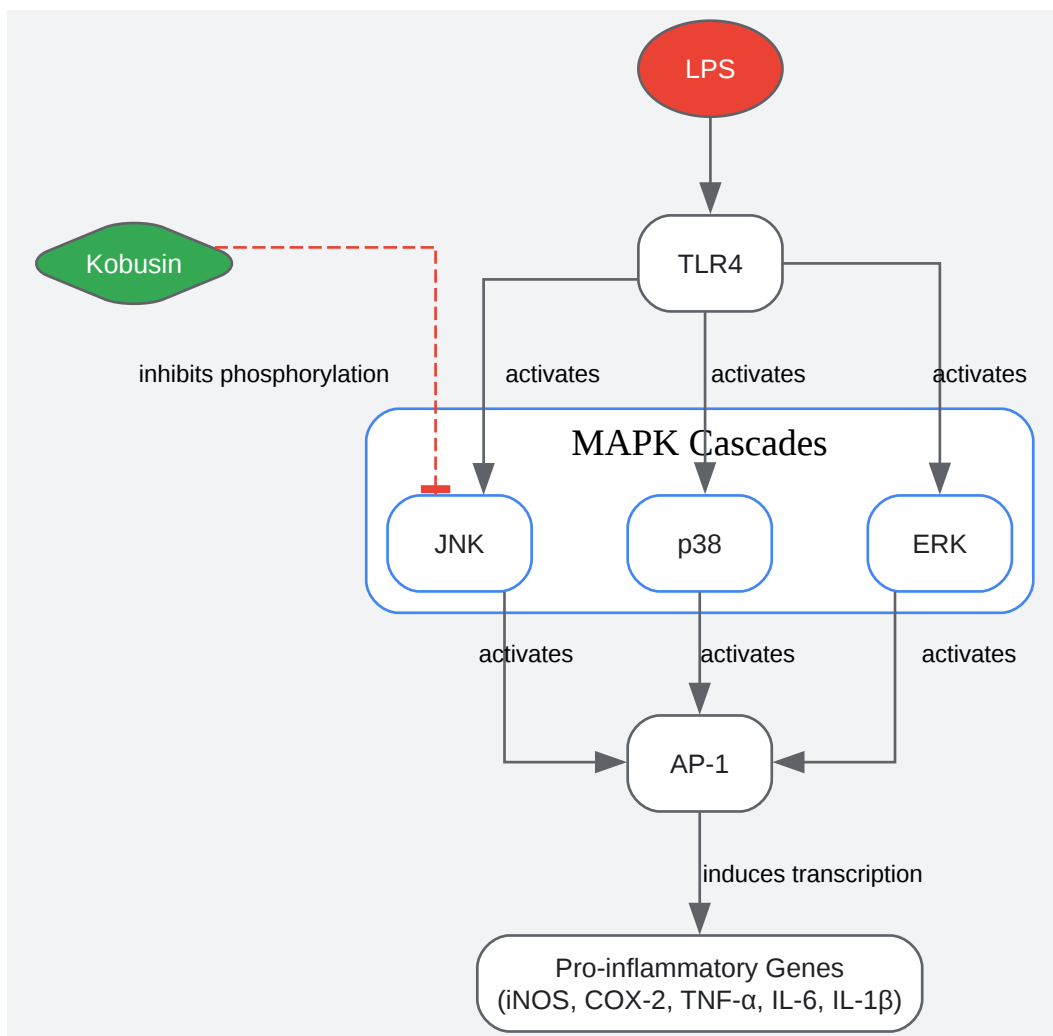 LPS
Kobusin
TLR4
inhibits phosphorylation
activates
activates
activates
MAPK Cascades
JNK
p38
ERK
activates
activates
activates
AP-1
induces transcription
Pro-inflammatory Genes
(iNOS, COX-2, TNF-α, IL-6, IL-1β)